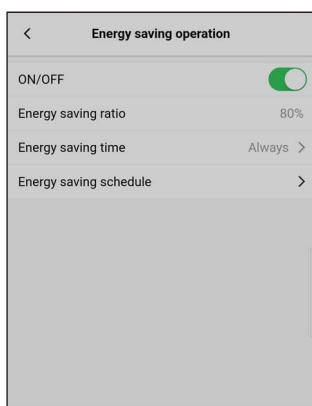 Energy saving operation
ON/OFF
Energy saving ratio 80%
Energy saving time Always
Energy saving schedule